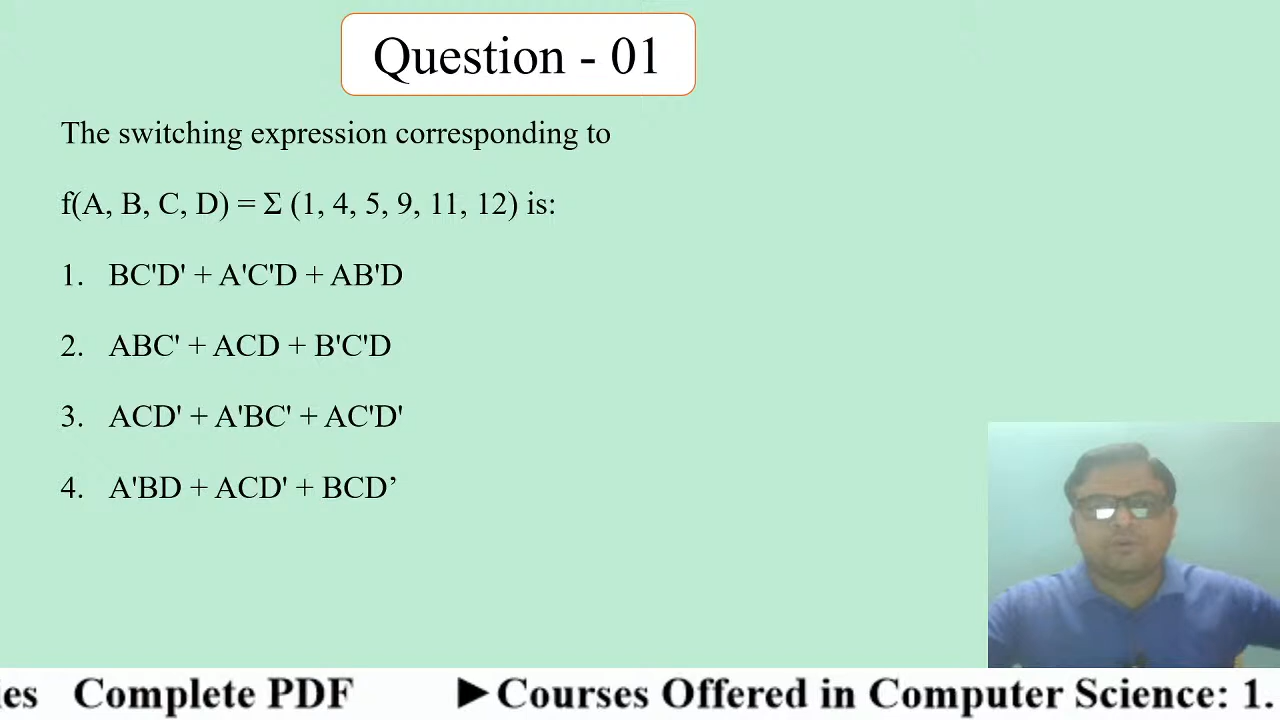 Question - 01
The switching expression corresponding to
f(A, B, C, D) = Σ (1, 4, 5, 9, 11, 12) is:
1. BC'D' + A'C'D + AB'D
2. ABC' + ACD + B'C'D
3. ACD' + A'BC' + AC'D'
4. A'BD + ACD' + BCD’
Complete PDF ►Courses Offered in Computer Science: 1.